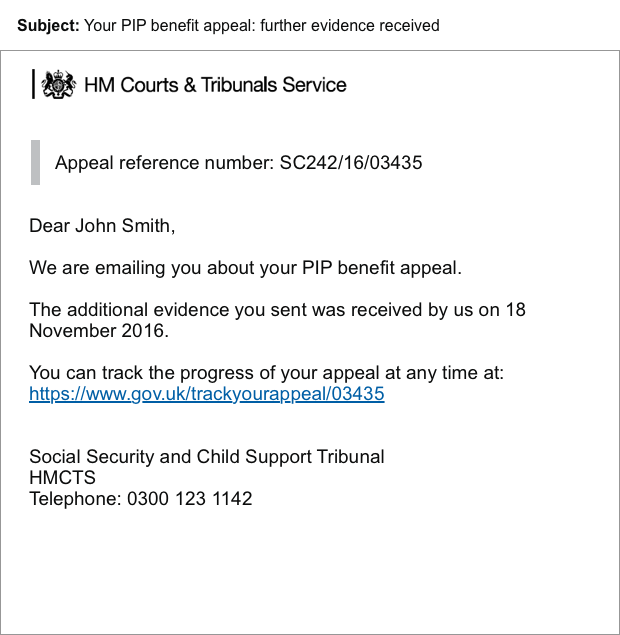 Subject: Your PIP benefit appeal: further evidence received
HM Courts & Tribunals Service
Appeal reference number: SC242/16/03435
Dear John Smith,
We are emailing you about your PIP benefit appeal.
The additional evidence you sent was received by us on 18
November 2016.
You can track the progress of your appeal at any time at:
https://www.gov.uk/trackyourappeal/03435
Social Security and Child Support Tribunal
HMCTS
Telephone: 0300 123 1142